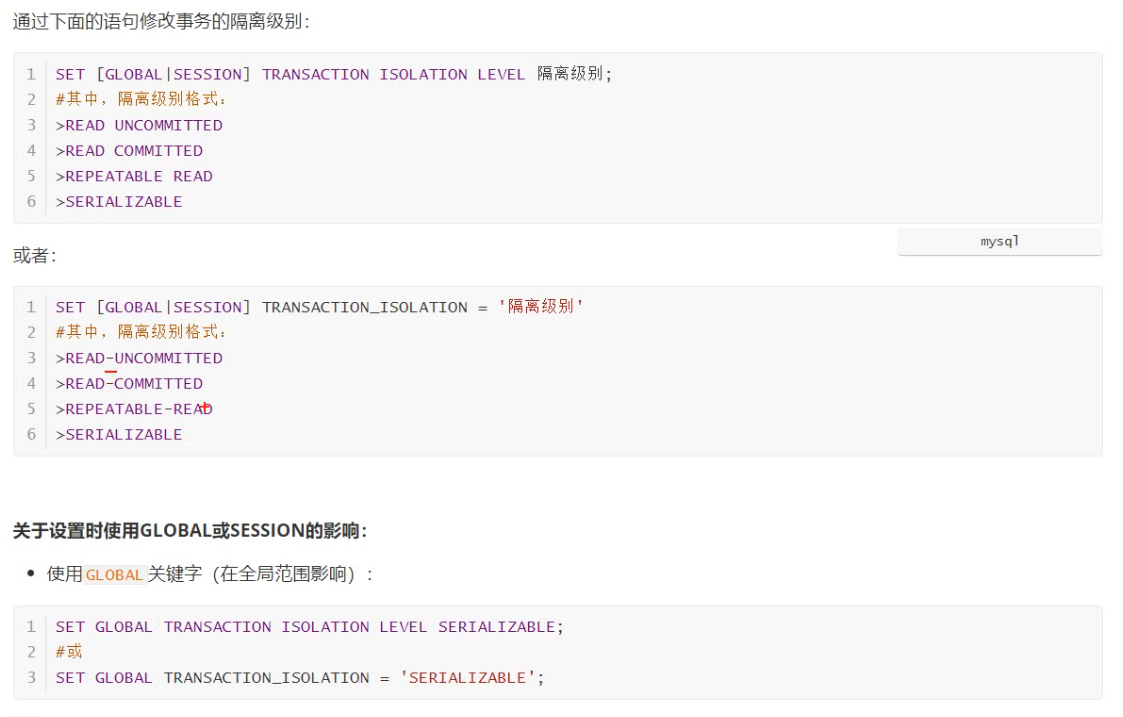 通过下面的语句修改事务的隔离级别：
1 SET [GLOBAL|SESSION] TRANSACTION ISOLATION LEVEL 隔离级别;
2 #其中，隔离级别格式：
3 >READ UNCOMMITTED
4 >READ COMMITTED
5 >REPEATABLE READ
6 >SERIALIZABLE
mysql
或者：
1 SET [GLOBAL|SESSION] TRANSACTION_ISOLATION = '隔离级别'
2 #其中，隔离级别格式：
3 >READ-UNCOMMITTED
4 >READ-COMMITTED
5 >REPEATABLE-READ
6 >SERIALIZABLE
关于设置时使用GLOBAL或SESSION的影响：
• 使用GLOBAL关键字（在全局范围影响）：
1 SET GLOBAL TRANSACTION ISOLATION LEVEL SERIALIZABLE;
2 #或
3 SET GLOBAL TRANSACTION_ISOLATION = 'SERIALIZABLE';